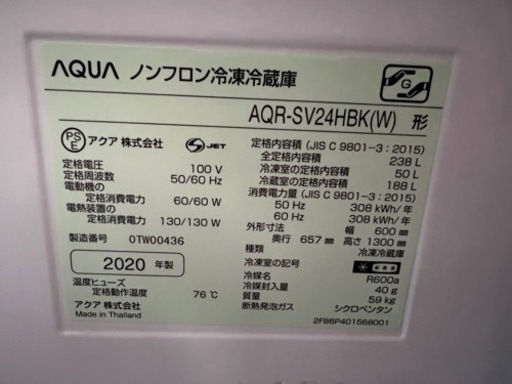 AQUA ノンフロン冷凍冷蔵庫
G
AQR-SV24HBK(W) 形
PS E アクア 株式会社 S JET
定格電圧 100 V
定格周波数 50/60 Hz
電動機の
定格消費電力 60/60 W
電熱装置の
定格消費電力 130/130 W
製造番号 0TW00436
2020 年製
温度ヒューズ
定格動作温度 76 ℃
アクア 株式会社
Made in Thailand
定格内容積 (JIS C 9801-3 : 2015)
全定格内容積 238 L
冷凍室の定格内容積 50 L
冷蔵室の定格内容積 188 L
消費電力量 (JIS C 9801-3 : 2015)
50 Hz 308 kWh/年
60 Hz 308 kWh/年
外形寸法 幅 600 mm
奥行 657 mm 高さ 1300 mm
種類 冷凍冷蔵庫
冷凍室の記号
冷媒名 R600a
冷媒封入量 40 g
質量 59 kg
断熱発泡ガス シクロペンタン
2FB6P401568001